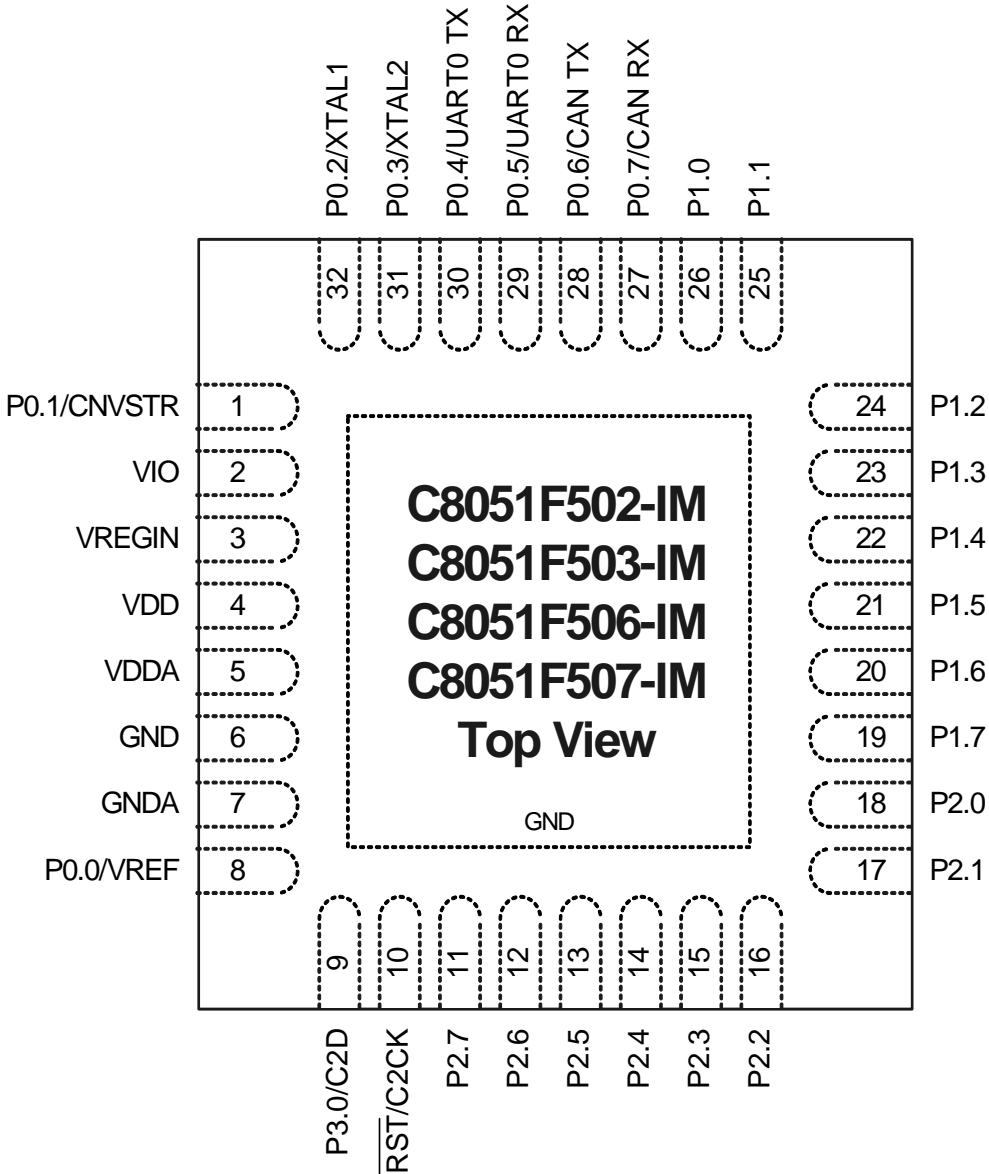 P0.2/XTAL1
P0.3/XTAL2
P0.4/UART0 TX
P0.5/UART0 RX
P0.6/CAN TX
P0.7/CAN RX
P1.0
P1.1
32
31
30
29
28
27
26
25
P0.1/CNVSTR 1
VIO 2
VREGIN 3
VDD 4
VDDA 5
GND 6
GNDA 7
P0.0/VREF 8
C8051F502-IM
C8051F503-IM
C8051F506-IM
C8051F507-IM
Top View
GND
24 P1.2
23 P1.3
22 P1.4
21 P1.5
20 P1.6
19 P1.7
18 P2.0
17 P2.1
9
10
11
12
13
14
15
16
P3.0/C2D
RST/C2CK
P2.7
P2.6
P2.5
P2.4
P2.3
P2.2